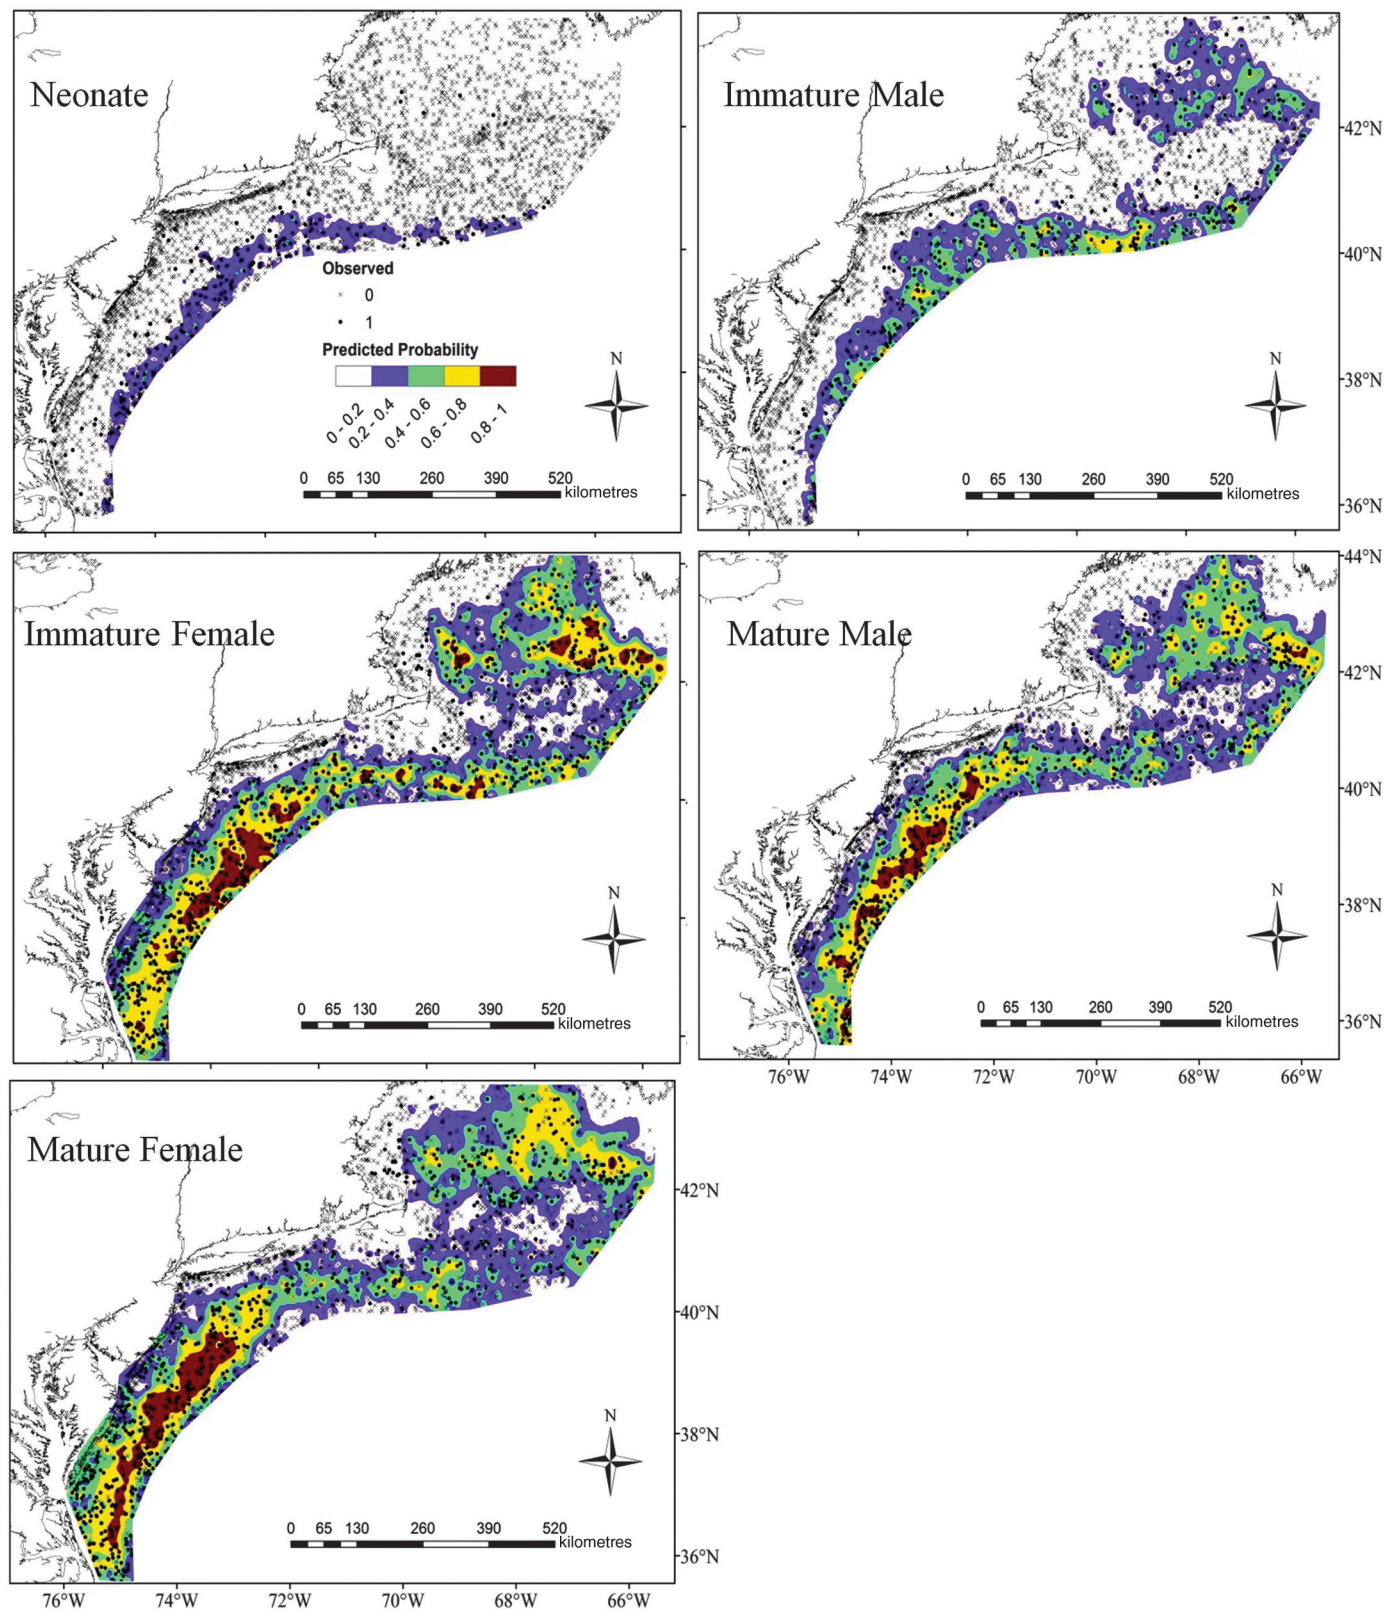 Neonate
Observed
0
1
Predicted Probability
0 - 0.2
0.2 - 0.4
0.4 - 0.6
0.6 - 0.8
0.8 - 1
N
0 65 130 260 390 520
kilometres
Immature Male
42°N
40°N
38°N
36°N
N
0 65 130 260 390 520
kilometres
Immature Female
N
0 65 130 260 390 520
kilometres
Mature Male
44°N
42°N
40°N
38°N
36°N
N
0 65 130 260 390 520
kilometres
76°W 74°W 72°W 70°W 68°W 66°W
Mature Female
42°N
40°N
38°N
36°N
N
0 65 130 260 390 520
kilometres
76°W 74°W 72°W 70°W 68°W 66°W